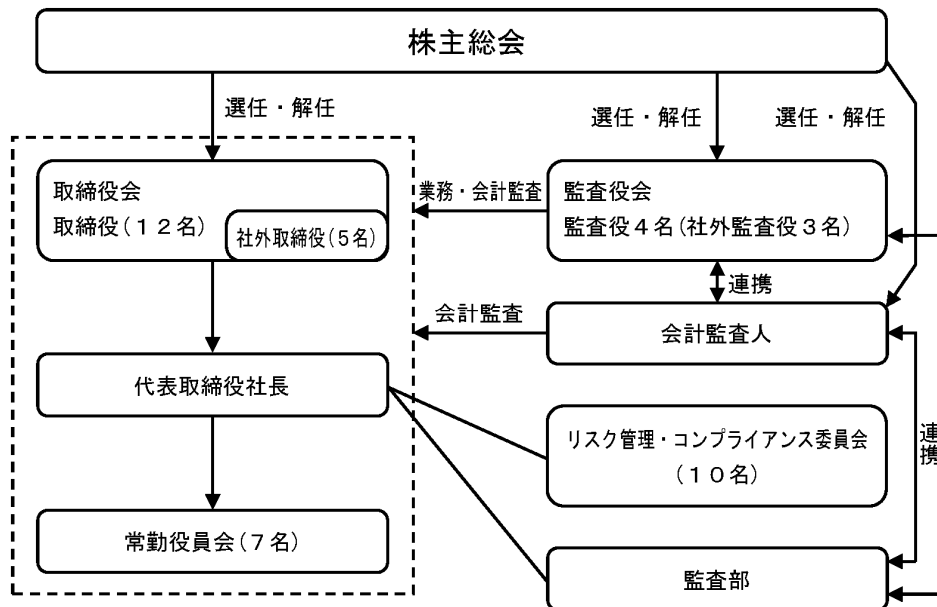 株主総会
選任・解任
選任・解任
選任・解任
取締役会
取締役(12名)
社外取締役(5名)
業務・会計監査
監査役会
監査役4名(社外監査役3名)
連携
会計監査
会計監査人
代表取締役社長
リスク管理・コンプライアンス委員会
(10名)
連携
常勤役員会(7名)
監査部